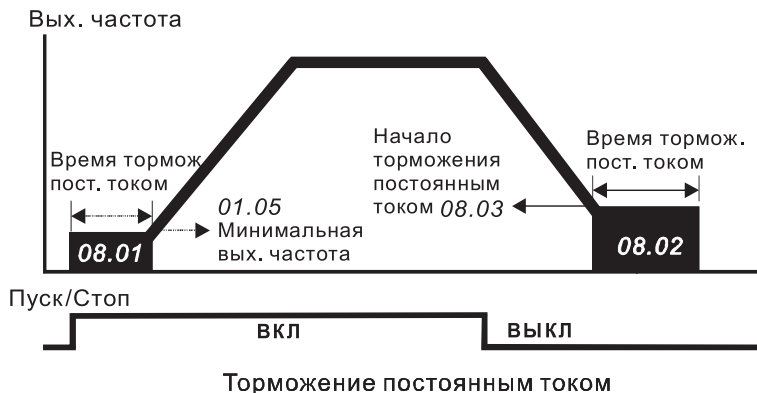 Вых. частота
Время тормож.
пост. током
08.01
01.05
Минимальная
вых. частота
Начало
торможения
постоянным
током 08.03
Время тормож.
пост. током
08.02
Пуск/Стоп
ВКЛ
ВЫКЛ
Торможение постоянным током